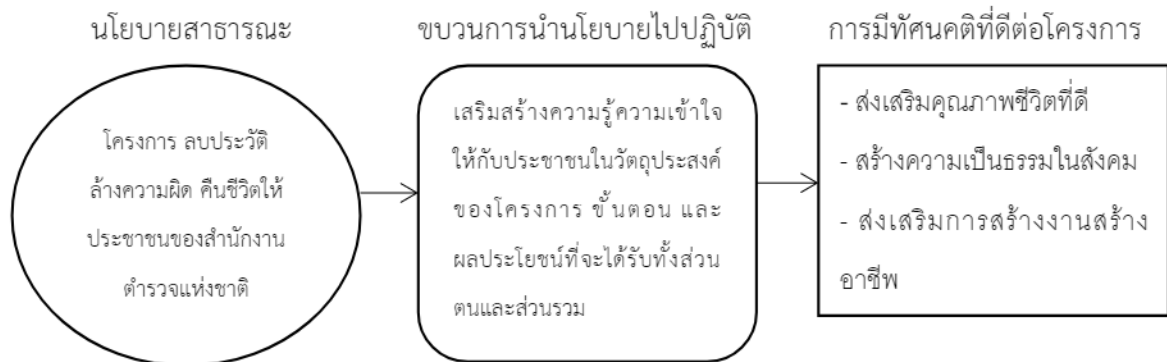 นโยบายสาธารณะ
โครงการ ลบประวัติ
ล้างความผิด คืนชีวิตให้
ประชาชนของสำนักงาน
ตำรวจแห่งชาติ
ขบวนการนำนโยบายไปปฏิบัติ
เสริมสร้างความรู้ความเข้าใจ
ให้กับประชาชนในวัตถุประสงค์
ของโครงการ ขั้นตอน และ
ผลประโยชน์ที่จะได้รับทั้งส่วน
ตนและส่วนรวม
การมีทัศนคติที่ดีต่อโครงการ
- ส่งเสริมคุณภาพชีวิตที่ดี
- สร้างความเป็นธรรมในสังคม
- ส่งเสริมการสร้างงานสร้าง
อาชีพ